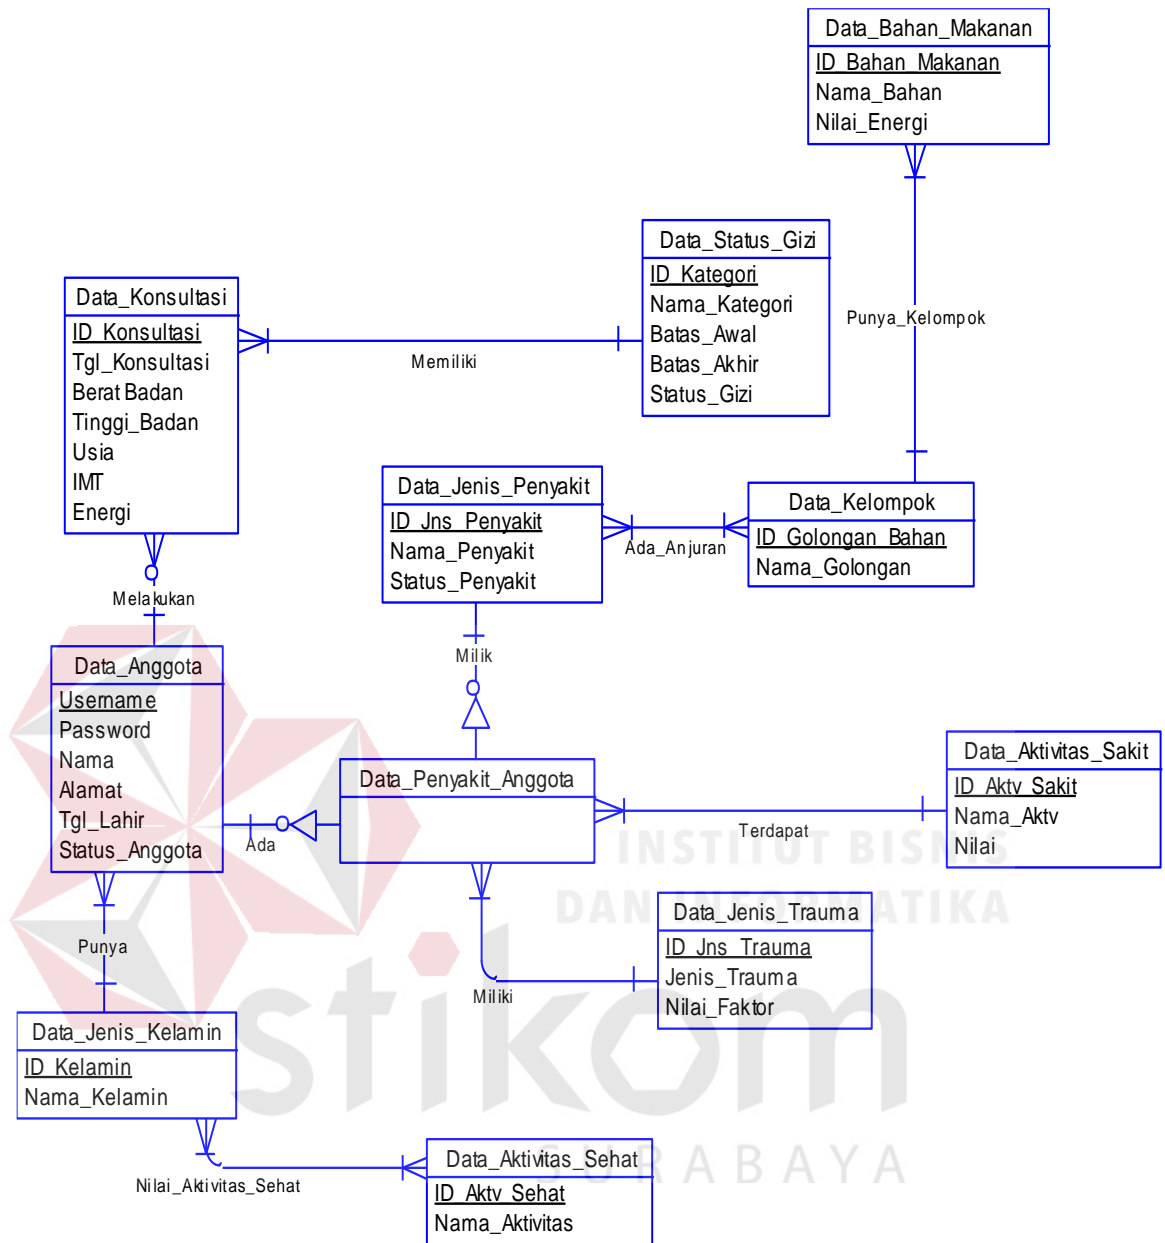 Data_Bahan_Makanan
ID_Bahan_Makanan
Nama_Bahan
Nilai_Energi
Punya_Kelompok
Data_Status_Gizi
ID_Kategori
Nama_Kategori
Batas_Awal
Batas_Akhir
Status_Gizi
Data_Konsultasi
ID_Konsultasi
Tgl_Konsultasi
Berat Badan
Tinggi_Badan
Usia
IMT
Energi
Memiliki
Data_Jenis_Penyakit
ID_Jns_Penyakit
Nama_Penyakit
Status_Penyakit
Ada_Anjuran
Data_Kelompok
ID_Golongan_Bahan
Nama_Golongan
Melakukan
Milik
Data_Anggota
Username
Password
Nama
Alamat
Tgl_Lahir
Status_Anggota
Ada
Data_Penyakit_Anggota
Terdapat
Data_Aktivitas_Sakit
ID_Aktv_Sakit
Nama_Aktv
Nilai
INSTITUT BISNIS
DAN INFORMATIKA
Data_Jenis_Trauma
ID_Jns_Trauma
Jenis_Trauma
Nilai_Faktor
Miliki
Punya
stikom
SURABAYA
Data_Jenis_Kelamin
ID_Kelamin
Nama_Kelamin
Nilai_Aktivitas_Sehat
Data_Aktivitas_Sehat
ID_Aktv_Sehat
Nama_Aktivitas